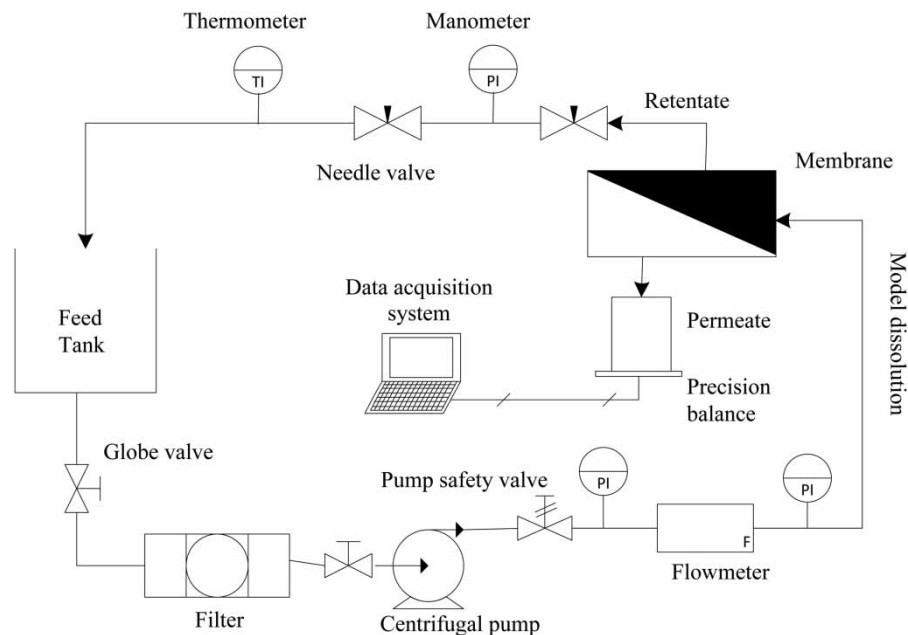 Thermometer
Manometer
TI
PI
Retentate
Needle valve
Membrane
Data acquisition
system
Feed
Tank
Permeate
Model dissolution
Precision
balance
Globe valve
Pump safety valve
PI
PI
F
Flowmeter
Filter
Centrifugal pump